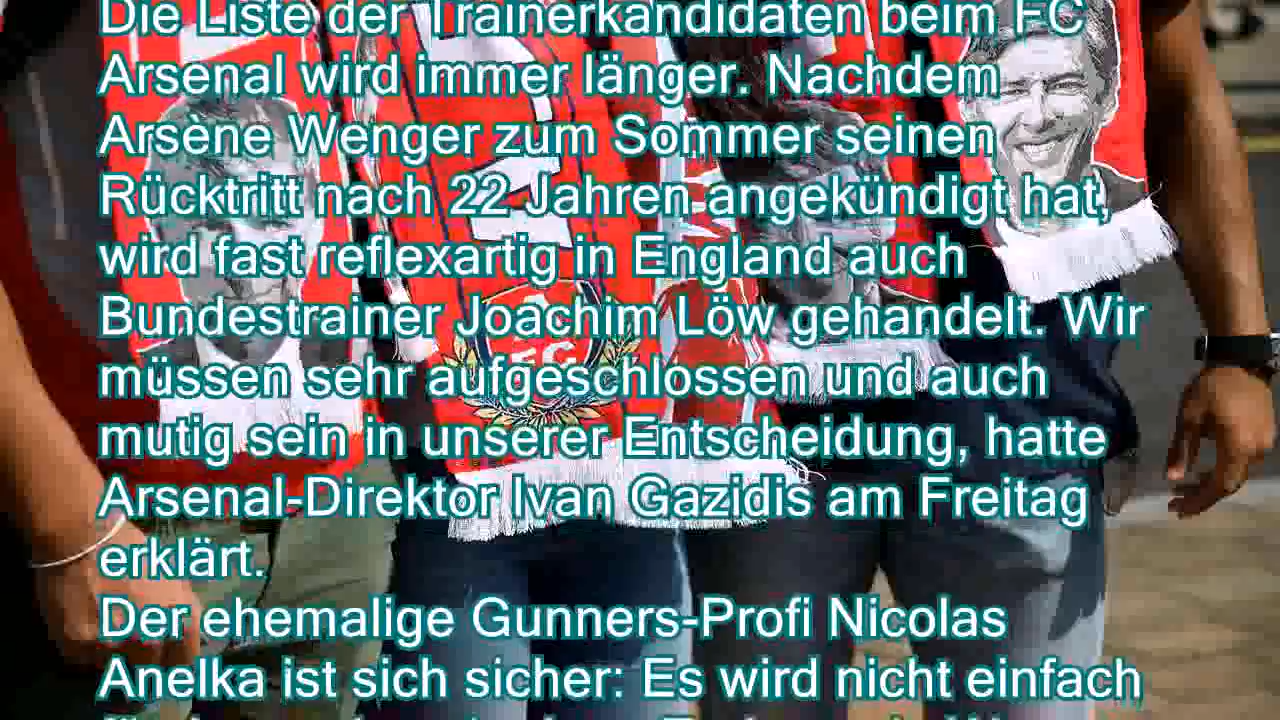 Die Liste der Trainerkandidaten beim FC
Arsenal wird immer länger. Nachdem
Arsène Wenger zum Sommer seinen
Rücktritt nach 22 Jahren angekündigt hat,
wird fast reflexartig in England auch
Bundestrainer Joachim Löw gehandelt. Wir
müssen sehr aufgeschlossen und auch
mutig sein in unserer Entscheidung, hatte
Arsenal-Direktor Ivan Gazidis am Freitag
erklärt.
Der ehemalige Gunners-Profi Nicolas
Anelka ist sich sicher: Es wird nicht einfach